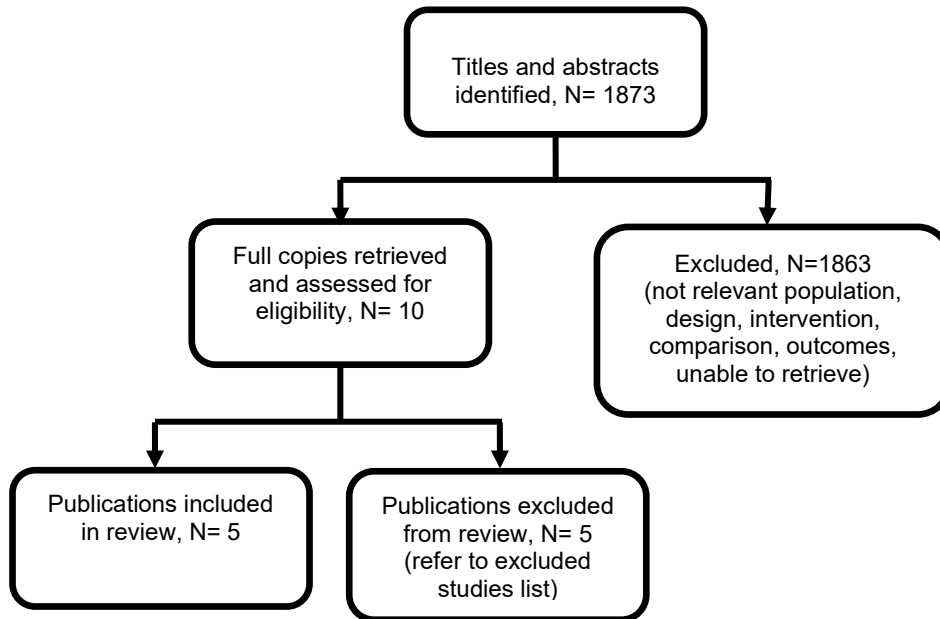 Titles and abstracts
identified, N= 1873
Full copies retrieved
and assessed for
eligibility, N= 10
Excluded, N=1863
(not relevant population,
design, intervention,
comparison, outcomes,
unable to retrieve)
Publications included
in review, N= 5
Publications excluded
from review, N= 5
(refer to excluded
studies list)